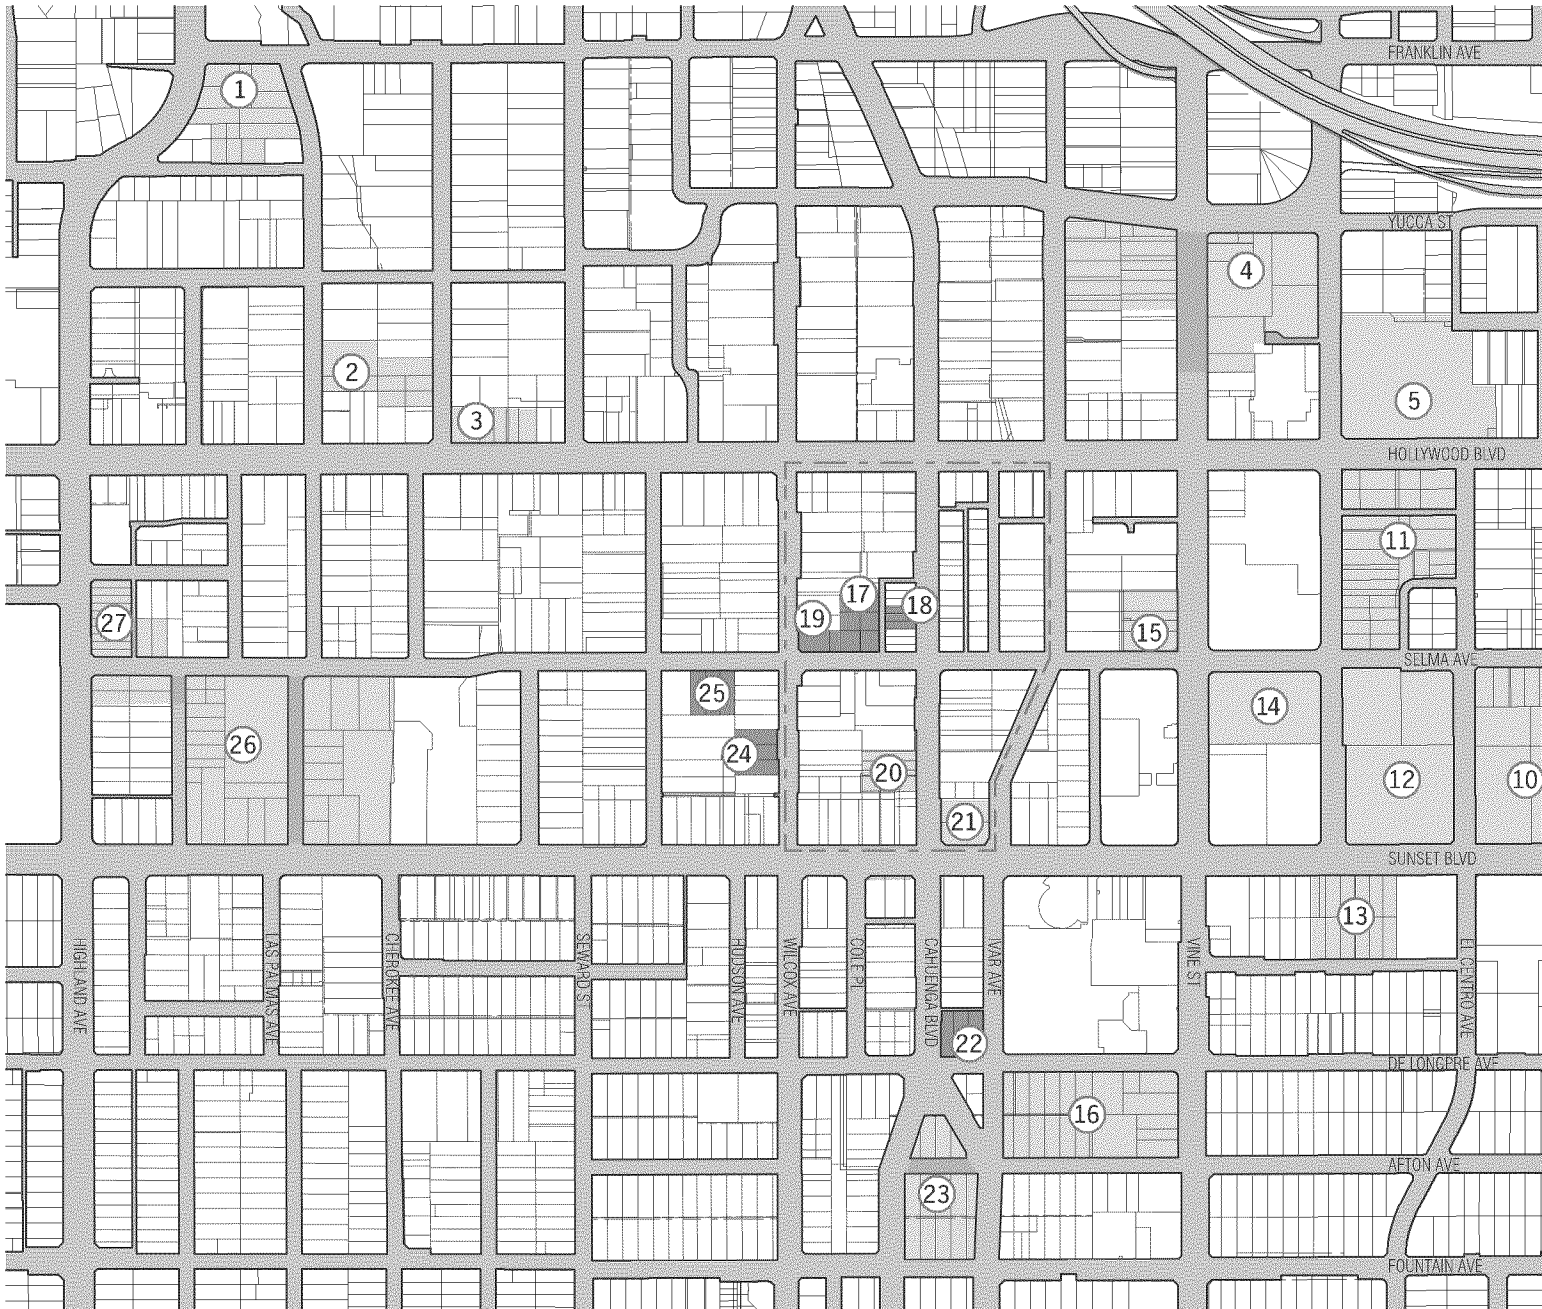 FRANKLIN AVE
1
YUCCA ST
4
2
5
3
HOLLYWOOD BLVD
11
17
18
19
27
15
SELMA AVE
25
14
26
24
20
12
10
21
SUNSET BLVD
13
HIGHLAND AVE
LAS PALMAS AVE
CHEROKEE AVE
SEWARD S
HUDSON AVE
WILCOX AVE
COLE PL
CAHUENGA BLVD
IVAR AVE
VINE ST
EL CENTRO AVE
22
DE LONGPRE AVE
16
AFTON AVE
23
FOUNTAIN AVE